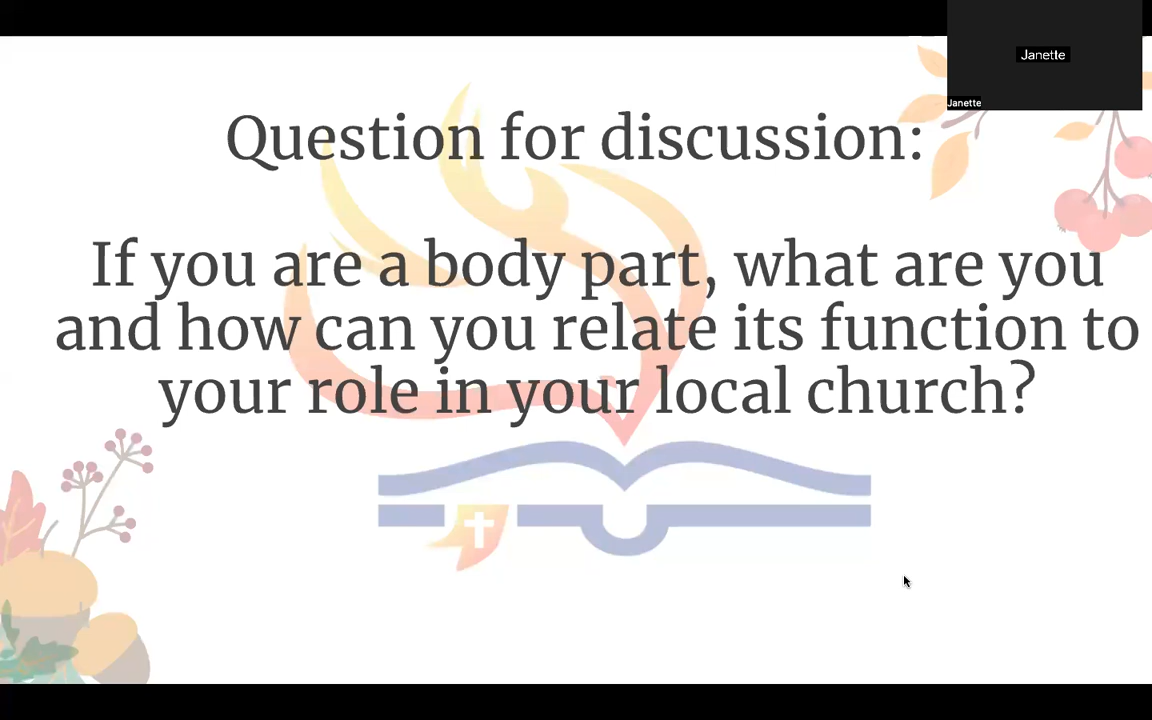 Janette
Janette
Question for discussion:
If you are a body part, what are you
and how can you relate its function to
your role in your local church?